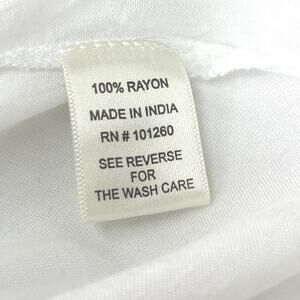 100% RAYON
MADE IN INDIA
RN # 101260
SEE REVERSE
FOR
THE WASH CARE